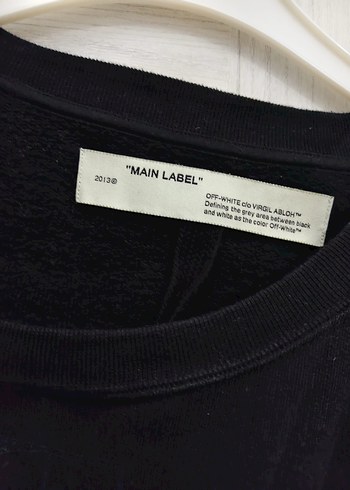 "MAIN LABEL"
2013©
OFF-WHITE c/o VIRGIL ABLOH™
Defining the grey area between black
and white as the color Off-White™